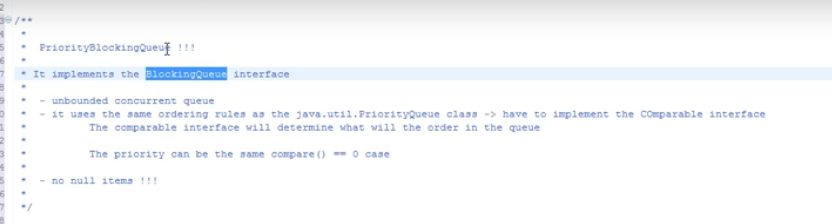 /**
*
* PriorityBlockingQueue !!!
*
* It implements the BlockingQueue interface
*
* - unbounded concurrent queue
* - it uses the same ordering rules as the java.util.PriorityQueue class -> have to implement the COmparable interface
* The comparable interface will determine what will the order in the queue
*
* The priority can be the same compare() == 0 case
*
* - no null items !!!
*
*/